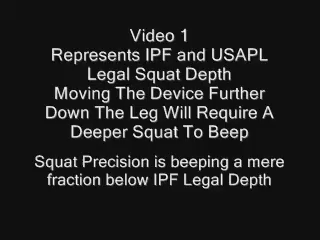 Video 1
Represents IPF and USAPL
Legal Squat Depth
Moving The Device Further
Down The Leg Will Require A
Deeper Squat To Beep
Squat Precision is beeping a mere
fraction below IPF Legal Depth